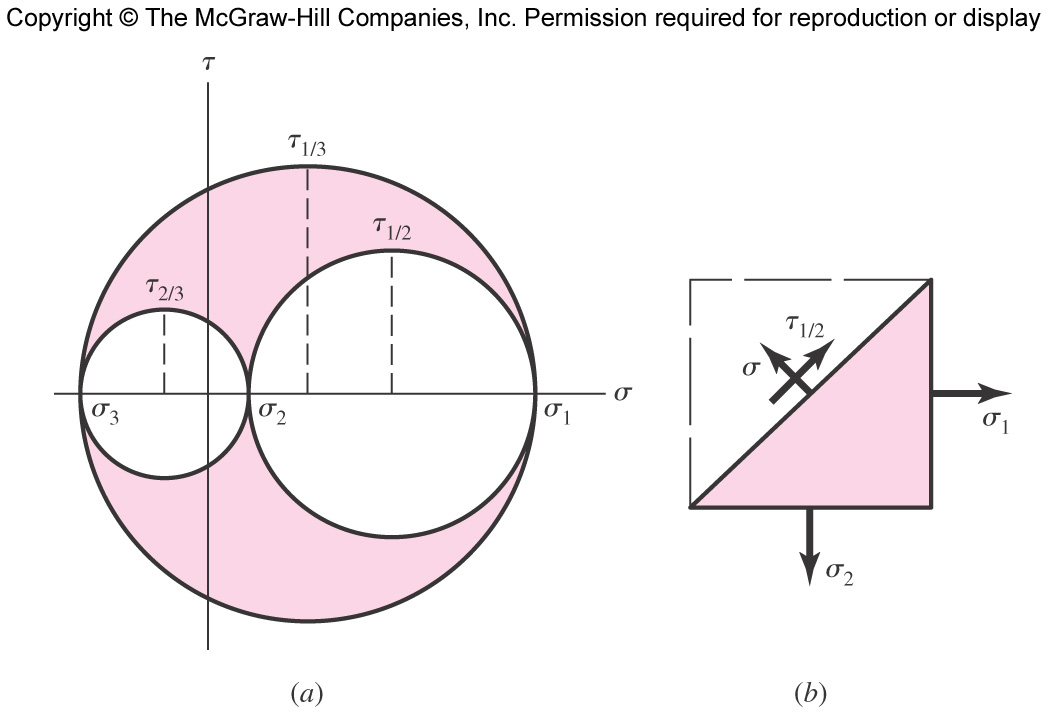 Copyright © The McGraw-Hill Companies, Inc. Permission required for reproduction or display
τ
τ1/3
τ1/2
τ2/3
σ
σ3
σ2
σ1
τ1/2
σ
σ1
σ2
(a)
(b)